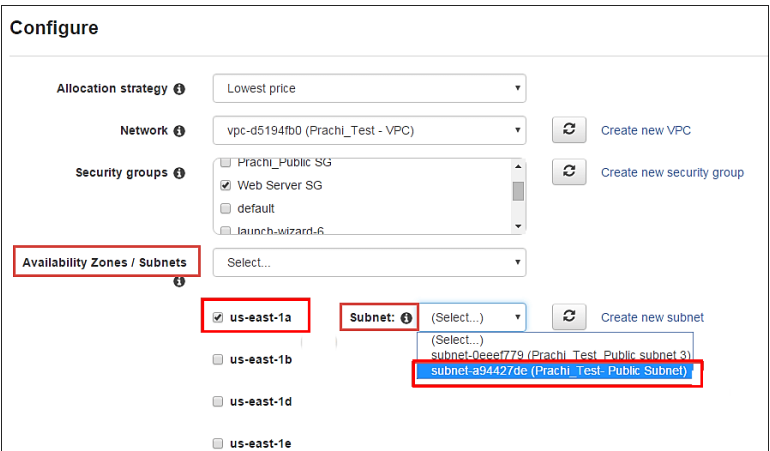 Configure
Allocation strategy Lowest price
Network vpc-d5194fb0 (Prachi_Test - VPC) Create new VPC
Security groups Prachi_Public SG Create new security group
Web Server SG
default
launch-wizard-6
Availability Zones / Subnets Select...
us-east-1a Subnet: (Select...) Create new subnet
(Select...)
subnet-0eeef779 (Prachi_Test_Public subnet 3)
us-east-1b
subnet-a94427de (Prachi_Test- Public Subnet)
us-east-1d
us-east-1e